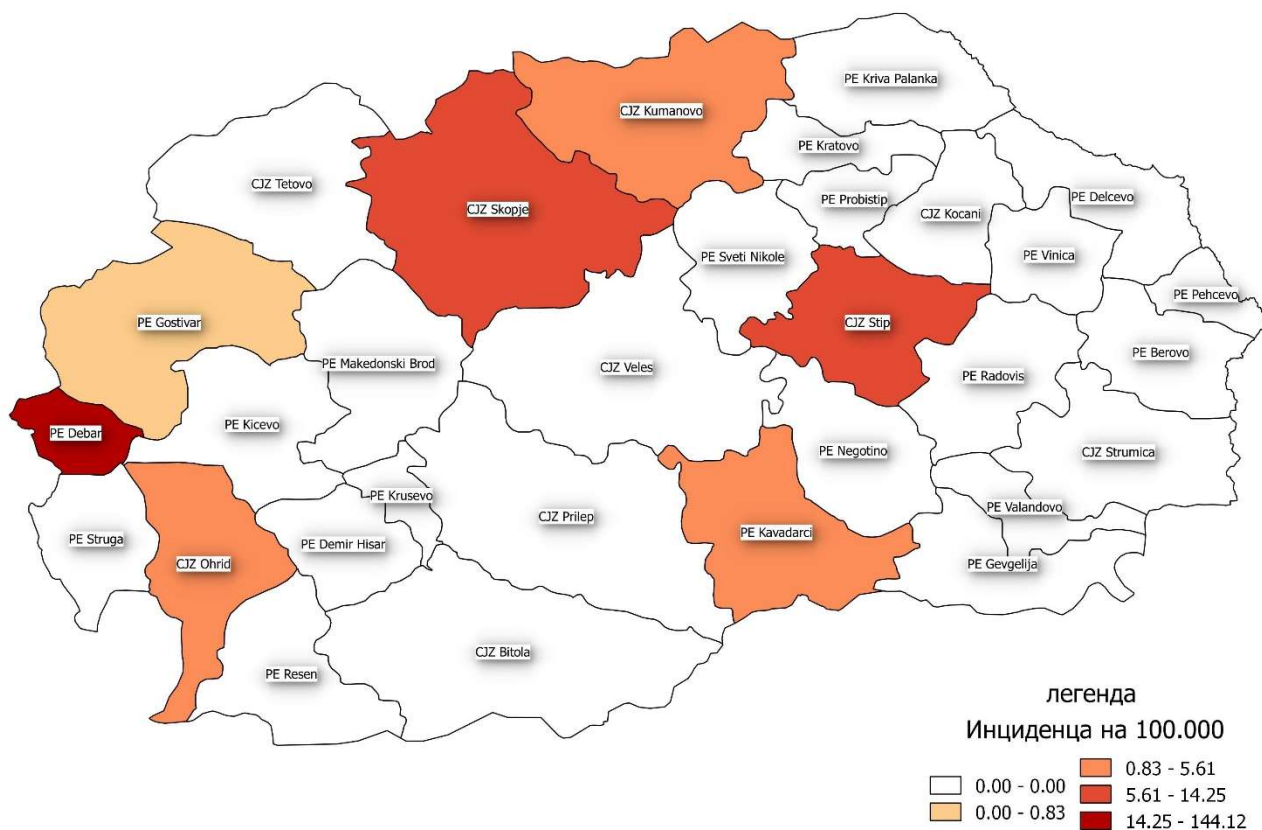 PE Kriva Palanka
CJZ Kumanovo
PE Kratovo
CJZ Tetovo
PE Probistip
PE Delcevo
CJZ Skopje
CJZ Kocani
PE Sveti Nikole
PE Vinica
PE Pehcevo
PE Gostivar
CJZ Stip
PE Berovo
PE Makedonski Brod
CJZ Veles
PE Radovis
PE Debar
PE Kicevo
PE Negotino
CJZ Strumica
PE Krusevo
PE Valandovo
CJZ Prilep
PE Kavadarci
PE Struga
PE Demir Hisar
CJZ Ohrid
PE Gevgelija
CJZ Bitola
PE Resen
легенда
Инциденца на 100.000
0.00 - 0.00
0.00 - 0.83
0.83 - 5.61
5.61 - 14.25
14.25 - 144.12